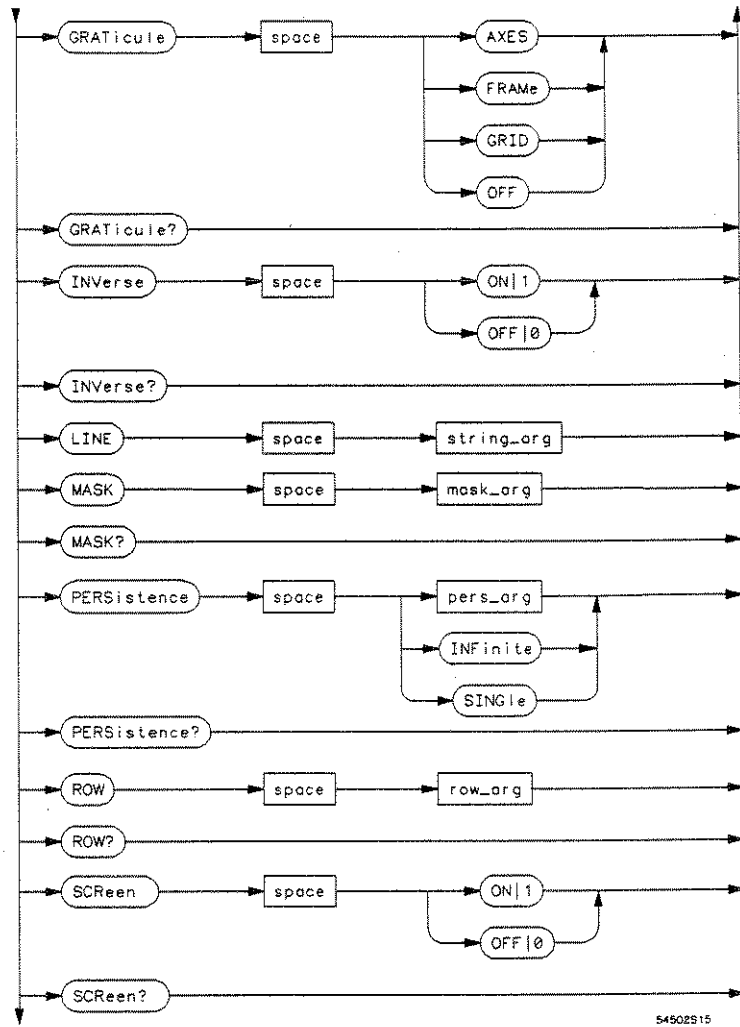 GRATicule space AXES
FRAMe
GRID
OFF
GRATicule?
INVerse space ON|1
OFF|0
INVerse?
LINE space string_arg
MASK space mask_arg
MASK?
PERSistence space pers_arg
INFinite
SINGle
PERSistence?
ROW space row_arg
ROW?
SCReen space ON|1
OFF|0
SCReen?
54502S15